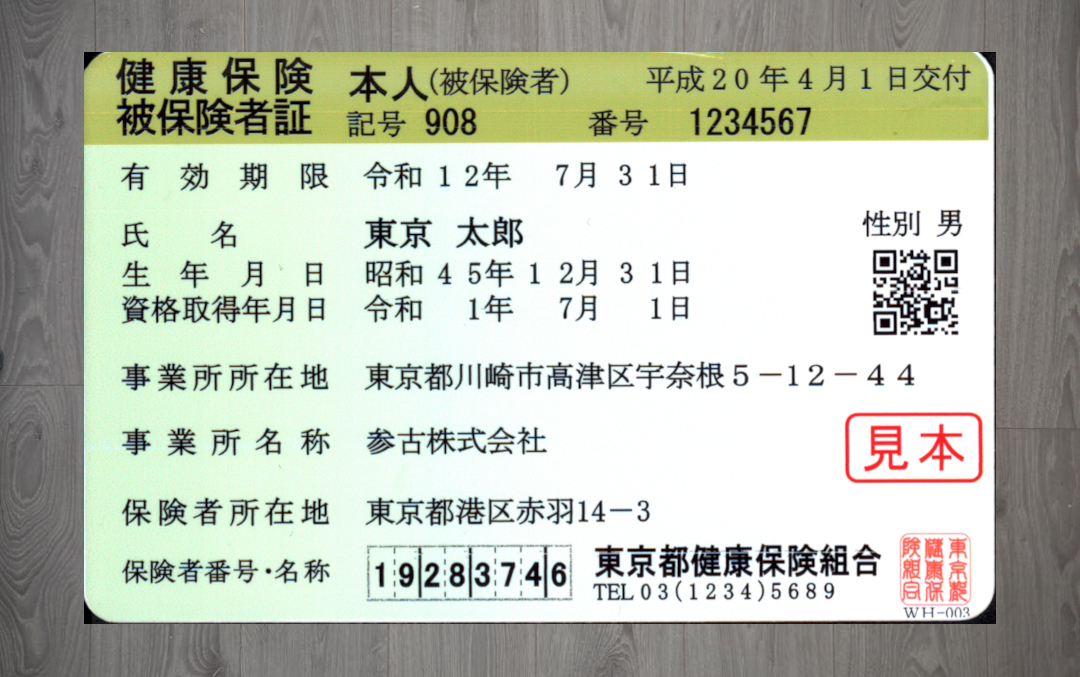 健康保険 本人(被保険者) 平成20年4月1日交付
被保険者証 記号 908 番号 1234567
有効期限 令和12年 7月31日
氏名 東京 太郎 性別 男
生年月日 昭和45年12月31日
資格取得年月日 令和 1年 7月 1日
事業所所在地 東京都川崎市高津区宇奈根5-12-44
事業所名称 参古株式会社
見本
保険者所在地 東京都港区赤羽14-3
保険者番号・名称 19283746 東京都健康保険組合
TEL03(1234)5689
東京都
健康保
険組合
WH-003